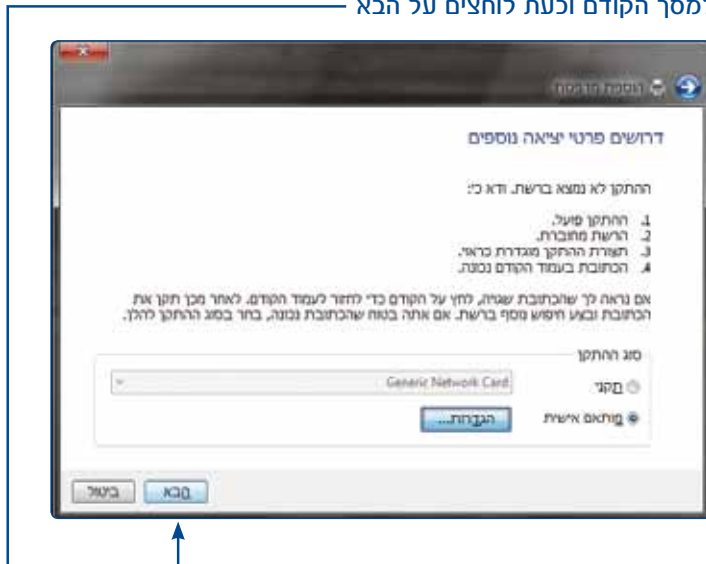 למסך הקודם וכעת לוחצים על הבא
הוספת מדפסת
דרושים פרטי יציאה נוספים
ההתקן לא נמצא ברשת. ודא כי:
1. ההתקן פועל.
2. הרשת מחוברת.
3. תצורת ההתקן מוגדרת כראוי.
4. הכתובת בעמוד הקודם נכונה.
אם נראה לך שהכתובת שגויה, לחץ על הקודם כדי לחזור לעמוד הקודם. לאחר מכן תקן את
הכתובת ובצע חיפוש נוסף ברשת. אם אתה בטוח שהכתובת נכונה, בחר בסוג ההתקן להלן.
סוג ההתקן
תקני Generic Network Card
מותאם אישית הגדרות...
הבא ביטול